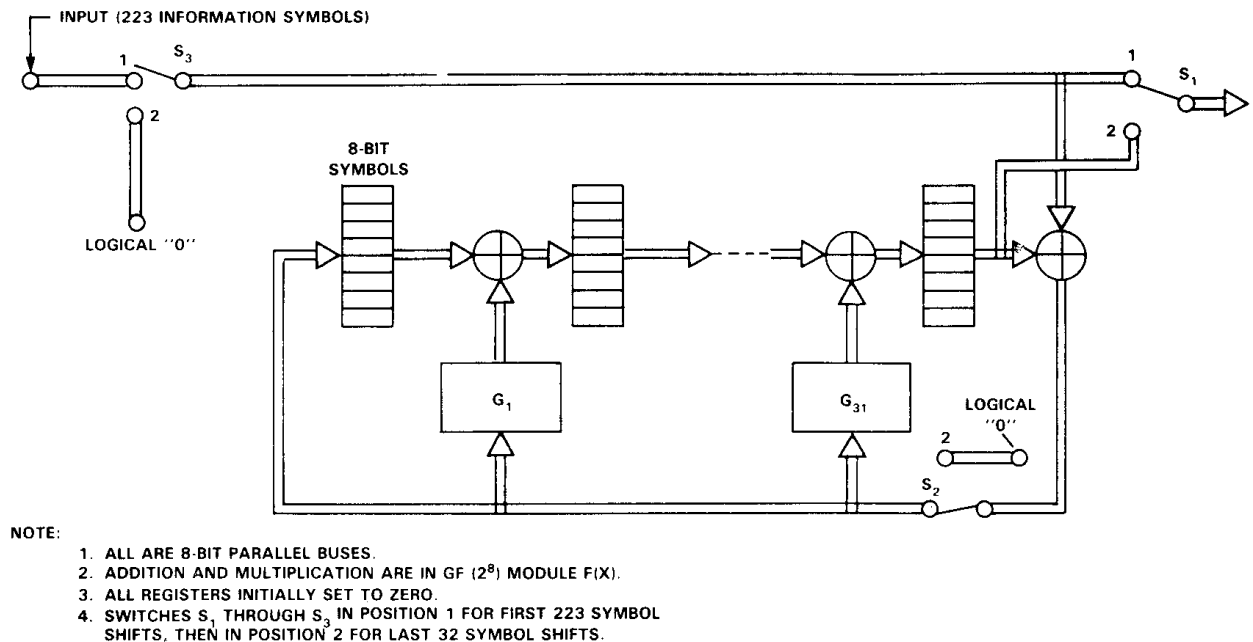 INPUT (223 INFORMATION SYMBOLS)
1
S3
1
S1
2
2
8-BIT
SYMBOLS
LOGICAL "0"
G1
G31
LOGICAL
"0"
2
S2
NOTE:
1. ALL ARE 8-BIT PARALLEL BUSES.
2. ADDITION AND MULTIPLICATION ARE IN GF (2⁸) MODULE F(X).
3. ALL REGISTERS INITIALLY SET TO ZERO.
4. SWITCHES S₁ THROUGH S₃ IN POSITION 1 FOR FIRST 223 SYMBOL
SHIFTS, THEN IN POSITION 2 FOR LAST 32 SYMBOL SHIFTS.